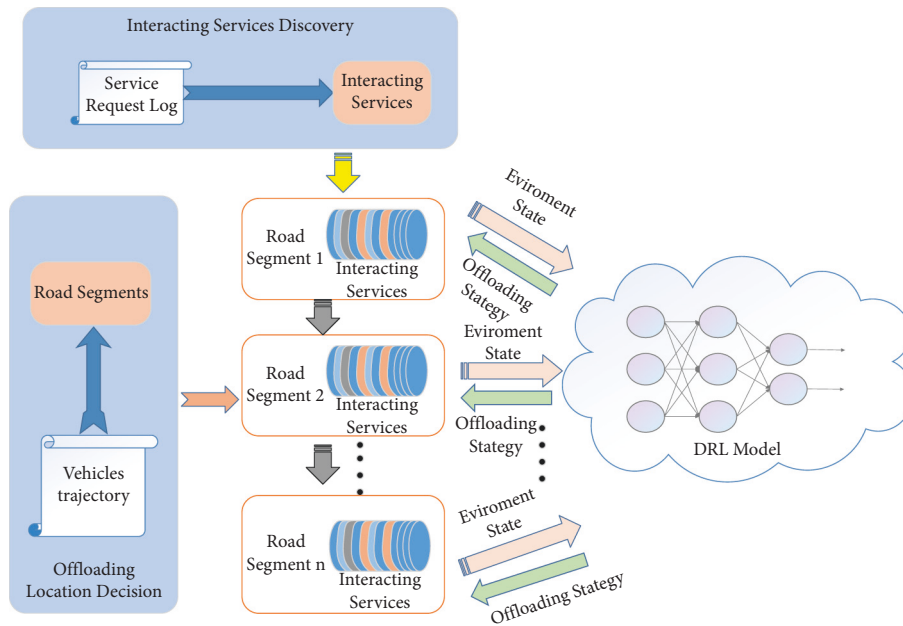 Interacting Services Discovery
Service
Request Log
Interacting
Services
Road Segments
Vehicles
trajectory
Offloading
Location Decision
Road
Segment 1
Interacting
Services
Eviroment
State
Offloading
Stategy
Road
Segment 2
Interacting
Services
Eviroment
State
Offloading
Stategy
Road
Segment n
Interacting
Services
Eviroment
State
Offloading Stategy
DRL Model